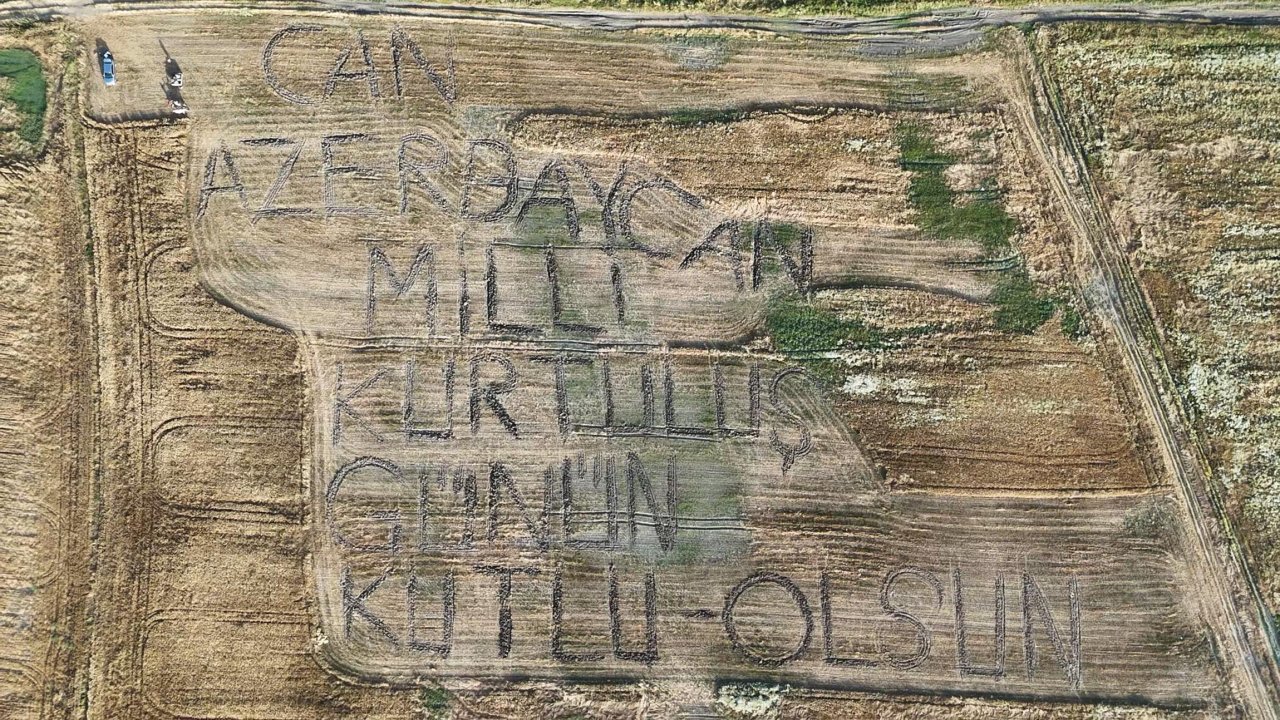 CAN
AZERBAYCAN
MİLLİ
KURTULUŞ
GÜNÜN
KUTLU-OLSUN